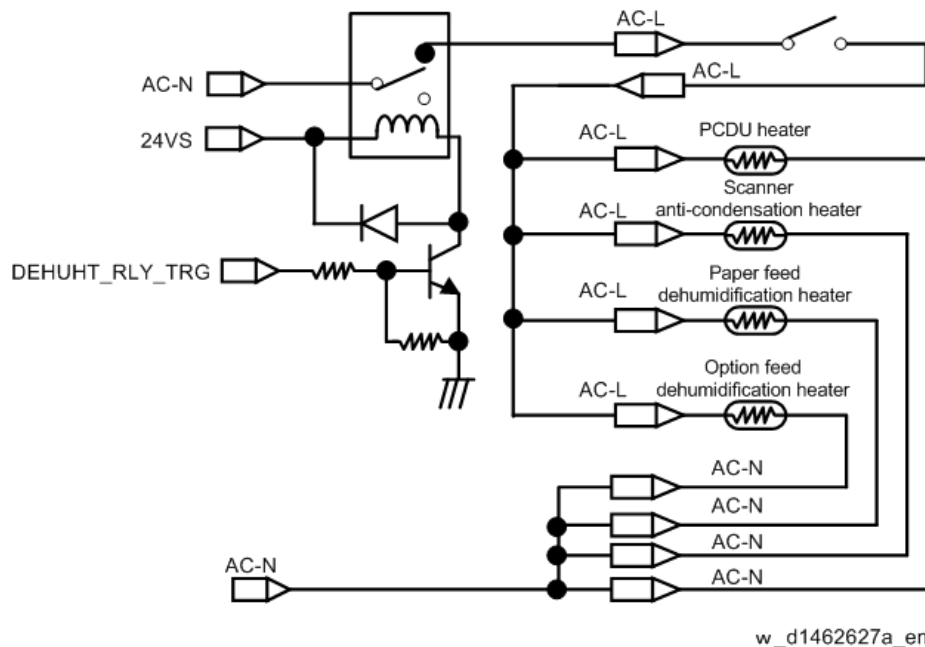 AC-L
AC-N
AC-L
24VS
AC-L
PCDU heater
AC-L
Scanner
anti-condensation heater
DEHUHT_RLY_TRG
AC-L
Paper feed
dehumidification heater
AC-L
Option feed
dehumidification heater
AC-N
AC-N
AC-N
AC-N
AC-N
w_d1462627a_en